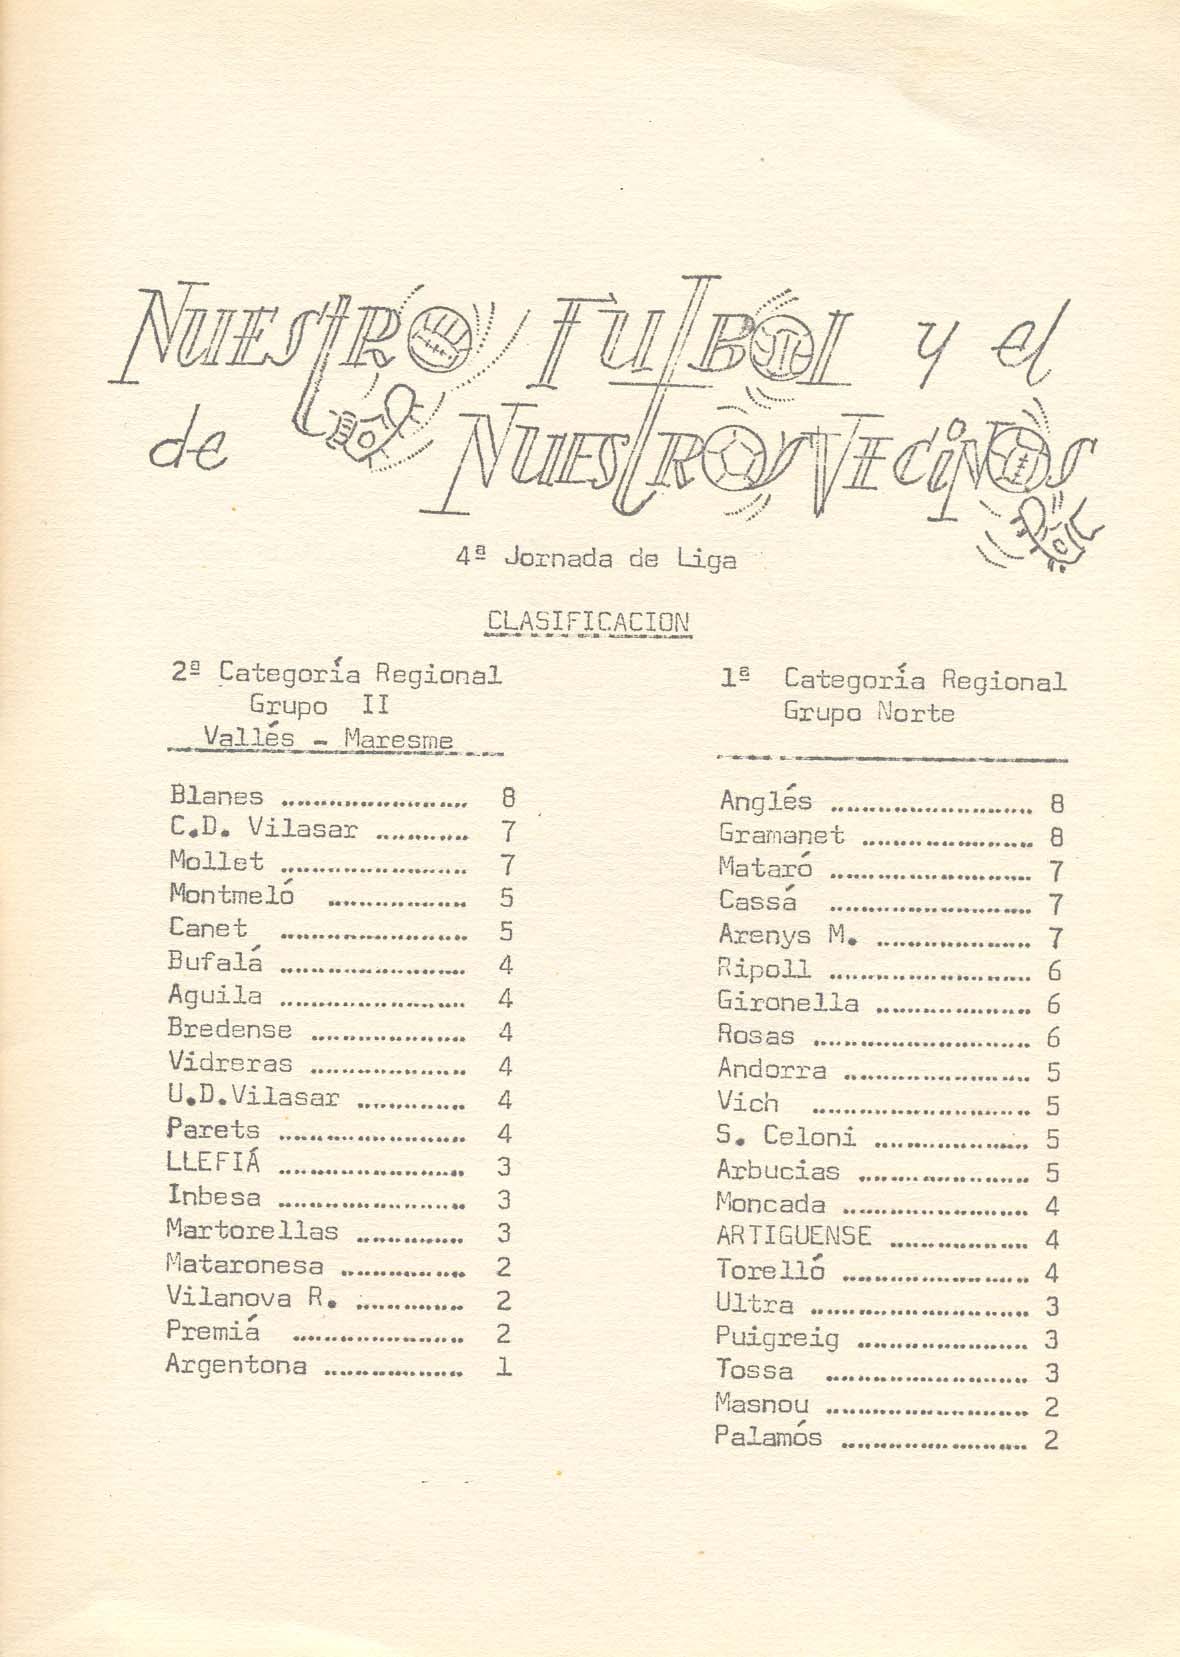 NUESTRO FUTBOL y el
de NUESTROS VECINOS
4ª Jornada de Liga
CLASIFICACION
2ª Categoría Regional
Grupo II
Vallés - Maresme
Blanes ........................ 8
C.D. Vilasar ............ 7
Mollet ........................ 7
Montmeló .................. 5
Canet ........................ 5
Bufalá ........................ 4
Aguila ........................ 4
Bredense .................... 4
Vidreras .................... 4
U.D.Vilasar .............. 4
Parets ........................ 4
LLEFIÁ ........................ 3
Inbesa ........................ 3
Martorellas .............. 3
Mataronesa ................ 2
Vilanova R. .............. 2
Premiá ...................... 2
Argentona .................. 1
1ª Categoría Regional
Grupo Norte
Anglés .......................... 8
Gramanet ...................... 8
Mataró .......................... 7
Cassá .......................... 7
Arenys M. .................... 7
Ripoll .......................... 6
Gironella .................... 6
Rosas ............................ 6
Andorra ........................ 5
Vich ............................ 5
S. Celoni .................... 5
Arbucias ...................... 5
Moncada ........................ 4
ARTIGUENSE .................. 4
Torelló ........................ 4
Ultra ............................ 3
Puigreig ...................... 3
Tossa .......................... 3
Masnou .......................... 2
Palamós ........................ 2